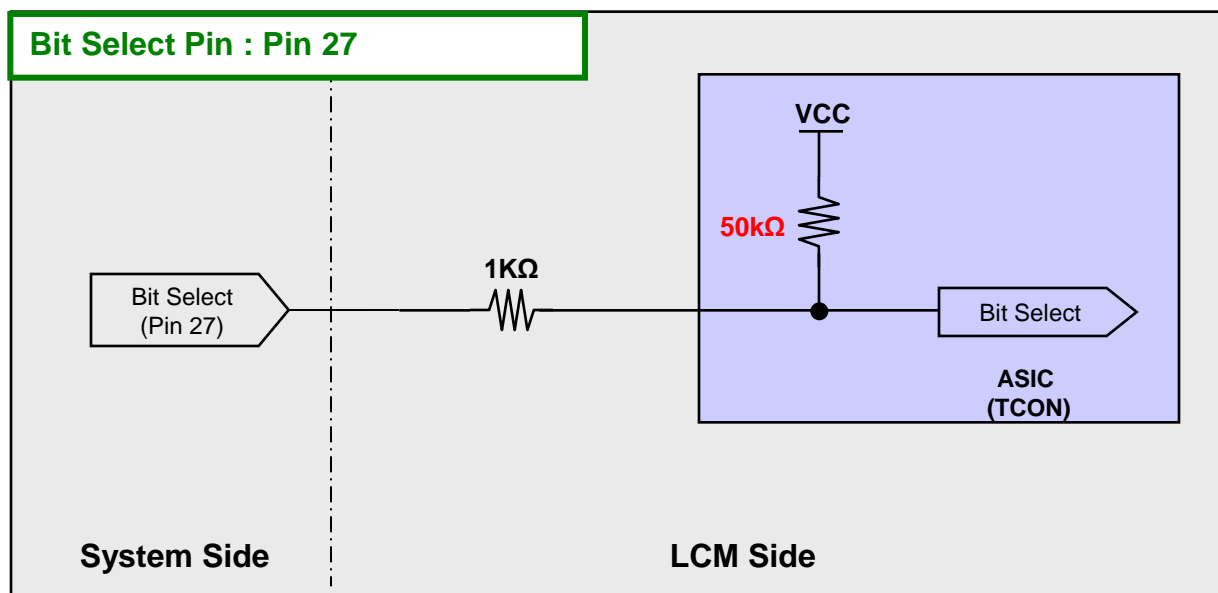 Bit Select Pin : Pin 27
VCC
50kΩ
1KΩ
Bit Select
(Pin 27)
Bit Select
ASIC
(TCON)
System Side
LCM Side